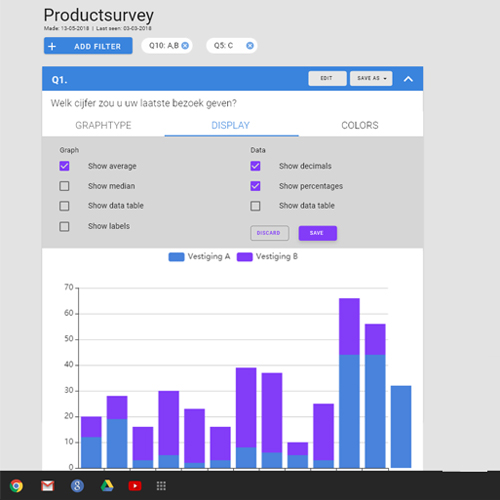 Productsurvey
Made: 13-05-2018 | Last seen: 03-03-2018
+ ADD FILTER Q10: A,B Q5: C
Q1. EDIT SAVE AS
Welk cijfer zou u uw laatste bezoek geven?
GRAPHTYPE DISPLAY COLORS
Graph Data
Show average Show decimals
Show median Show percentages
Show data table Show data table
Show labels DISCARD SAVE
Vestiging A Vestiging B
70
60
50
40
30
20
10
0